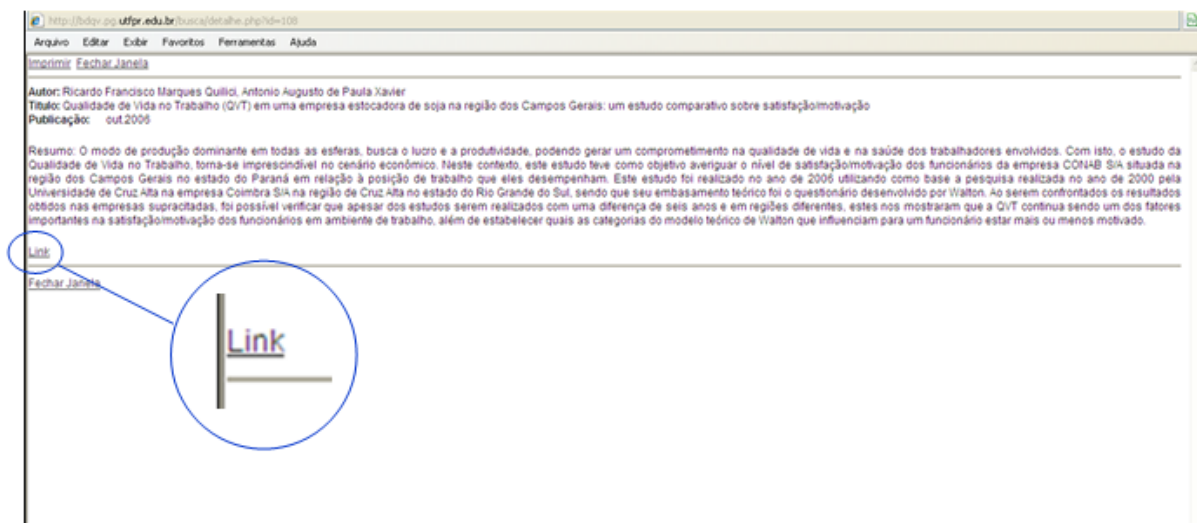 http://bdqv.pg.utfpr.edu.br/busca/detalhe.php?id=108
Arquivo Editar Exibir Favoritos Ferramentas Ajuda
Imprimir Fechar Janela
Autor: Ricardo Francisco Marques Quilici, Antonio Augusto de Paula Xavier
Titulo: Qualidade de Vida no Trabalho (QVT) em uma empresa estocadora de soja na região dos Campos Gerais: um estudo comparativo sobre satisfação/motivação
Publicação: out.2006
Resumo: O modo de produção dominante em todas as esferas, busca o lucro e a produtividade, podendo gerar um comprometimento na qualidade de vida e na saúde dos trabalhadores envolvidos. Com isto, o estudo da
Qualidade de Vida no Trabalho, torna-se imprescindível no cenário econômico. Neste contexto, este estudo teve como objetivo averiguar o nível de satisfação/motivação dos funcionários da empresa CONAB S/A situada na
região dos Campos Gerais no estado do Paraná em relação à posição de trabalho que eles desempenham. Este estudo foi realizado no ano de 2006 utilizando como base a pesquisa realizada no ano de 2000 pela
Universidade de Cruz Alta na empresa Coimbra S/A na região de Cruz Alta no estado do Rio Grande do Sul, sendo que seu embasamento teórico foi o questionário desenvolvido por Walton. Ao serem confrontados os resultados
obtidos nas empresas supracitadas, foi possível verificar que apesar dos estudos serem realizados com uma diferença de seis anos e em regiões diferentes, estes nos mostraram que a QVT continua sendo um dos fatores
importantes na satisfação/motivação dos funcionários em ambiente de trabalho, além de estabelecer quais as categorias do modelo teórico de Walton que influenciam para um funcionário estar mais ou menos motivado.
Link
Fechar Janela
Link